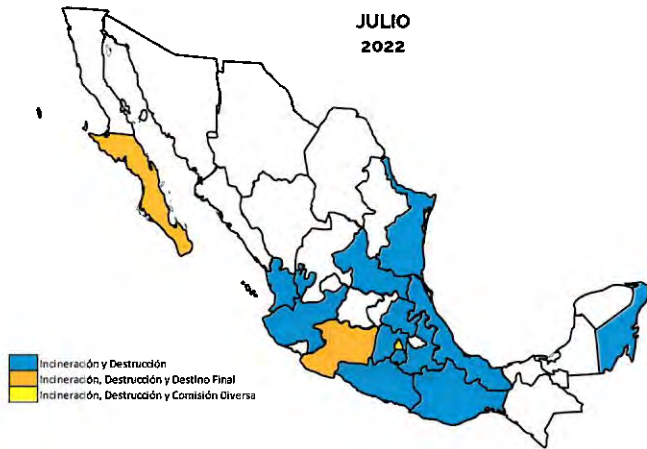 JULIO
2022
Incineración y Destrucción
Incineración, Destrucción y Destino Final
Incineración, Destrucción y Comisión Diversa